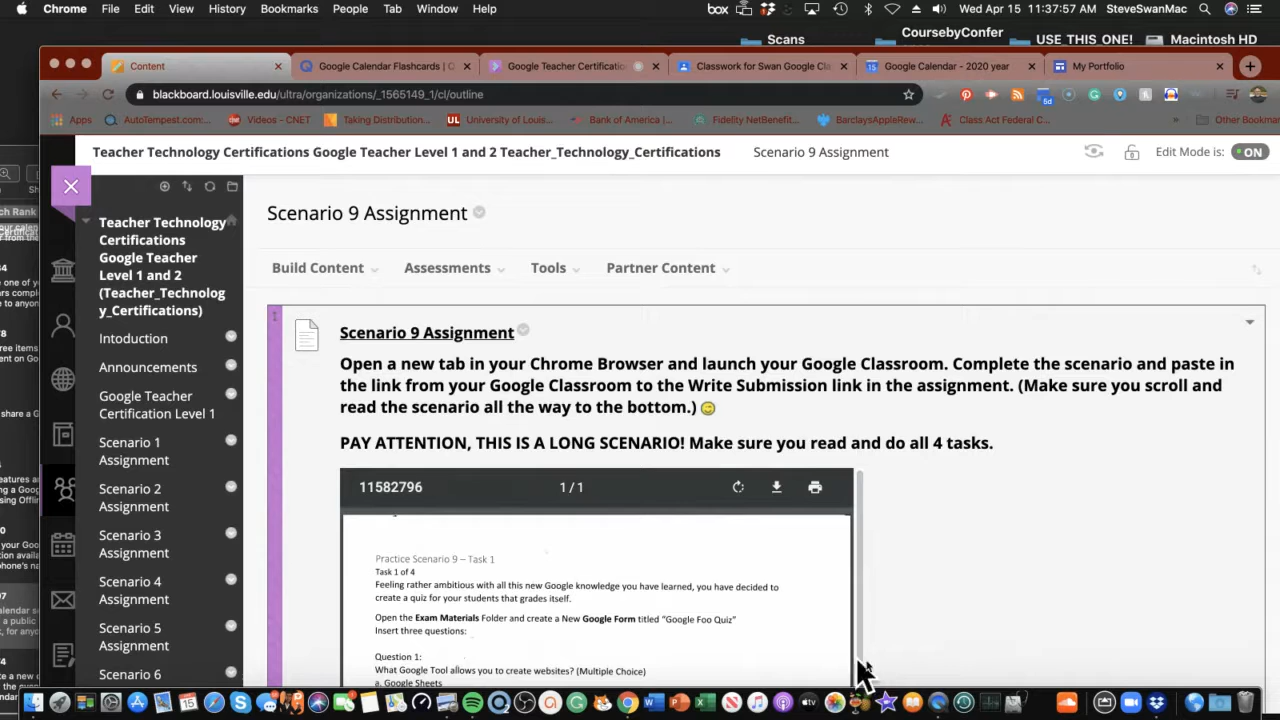 Chrome File Edit View History Bookmarks People Tab Window Help box Wed Apr 15 11:37:57 AM SteveSwanMac
Scans CoursebyConfer USE_THIS_ONE! Macintosh HD
Content Google Calendar Flashcards | Q Google Teacher Certificatio Classwork for Swan Google Cla Google Calendar - 2020 year My Portfolio
blackboard.louisville.edu/ultra/organizations/_1565149_1/cl/outline
Apps AutoTempest.com:... Videos - CNET Taking Distribution... University of Louis... Bank of America |... Fidelity NetBenefit... BarclaysAppleRew... Class Act Federal C... » Other Bookmar
Teacher Technology Certifications Google Teacher Level 1 and 2 Teacher_Technology_Certifications Scenario 9 Assignment Edit Mode is: ON
Scenario 9 Assignment
Build Content Assessments Tools Partner Content
Teacher Technology
Certifications
Google Teacher
Level 1 and 2
(Teacher_Technolog
y_Certifications)
Intoduction
Announcements
Google Teacher
Certification Level 1
Scenario 1
Assignment
Scenario 2
Assignment
Scenario 3
Assignment
Scenario 4
Assignment
Scenario 5
Assignment
Scenario 6
1
Scenario 9 Assignment
Open a new tab in your Chrome Browser and launch your Google Classroom. Complete the scenario and paste in
the link from your Google Classroom to the Write Submission link in the assignment. (Make sure you scroll and
read the scenario all the way to the bottom.)
PAY ATTENTION, THIS IS A LONG SCENARIO! Make sure you read and do all 4 tasks.
11582796 1 / 1
Practice Scenario 9 – Task 1
Task 1 of 4
Feeling rather ambitious with all this new Google knowledge you have learned, you have decided to
create a quiz for your students that grades itself.
Open the Exam Materials Folder and create a New Google Form titled "Google Foo Quiz"
Insert three questions:
Question 1:
What Google Tool allows you to create websites? (Multiple Choice)
a. Google Sheets